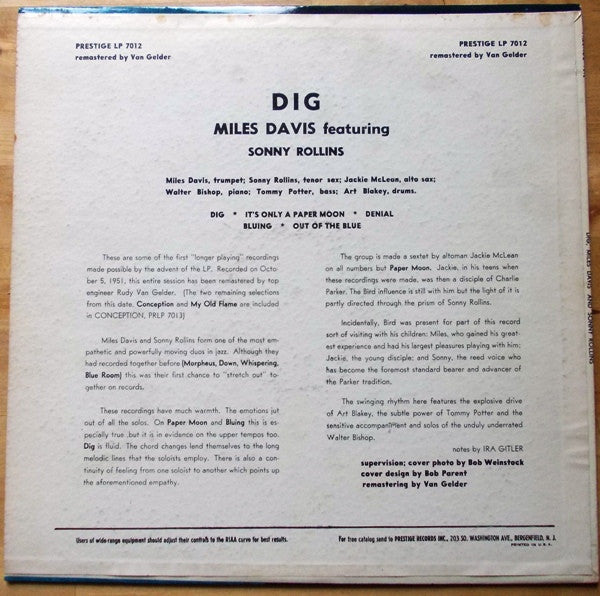 PRESTIGE LP 7012
remastered by Van Gelder
PRESTIGE LP 7012
remastered by Van Gelder
DIG
MILES DAVIS featuring
SONNY ROLLINS
Miles Davis, trumpet; Sonny Rollins, tenor sax; Jackie McLean, alto sax;
Walter Bishop, piano; Tommy Potter, bass; Art Blakey, drums.
DIG * IT'S ONLY A PAPER MOON * DENIAL
BLUING * OUT OF THE BLUE
These are some of the first "longer playing" recordings
made possible by the advent of the LP. Recorded on Octo-
ber 5, 1951, this entire session has been remastered by top
engineer Rudy Van Gelder. (The two remaining selections
from this date, Conception and My Old Flame are included
in CONCEPTION, PRLP 7013)
Miles Davis and Sonny Rollins form one of the most em-
pathetic and powerfully moving duos in jazz. Although they
had recorded together before (Morpheus, Down, Whispering,
Blue Room) this was their first chance to "stretch out" to-
gether on records.
These recordings have much warmth. The emotions jut
out of all the solos. On Paper Moon and Bluing this is es-
pecially true but it is in evidence on the upper tempos too.
Dig is fluid. The chord changes lend themselves to the long
melodic lines that the soloists employ. There is also a con-
tinuity of feeling from one soloist to another which points up
the aforementioned empathy.
The group is made a sextet by altoman Jackie McLean
on all numbers but Paper Moon. Jackie, in his teens when
these recordings were made, was then a disciple of Charlie
Parker. The Bird influence is still with him but the light of it is
partly directed through the prism of Sonny Rollins.
Incidentally, Bird was present for this part of this record
sort of visiting with his children: Miles, who gained his great-
est experience and had his largest pleasures playing with him;
Jackie, the young disciple; and Sonny, the reed voice who
has become the foremost standard bearer and advancer of
the Parker tradition.
The swinging rhythm here features the explosive drive
of Art Blakey, the subtle power of Tommy Potter and the
sensitive accompaniment and solos of the unduly underrated
Walter Bishop.
notes by IRA GITLER
supervision; cover photo by Bob Weinstock
cover design by Bob Parent
remastering by Van Gelder
Users of wide-range equipment should adjust their controls to the RIAA curve for best results.
For free catalog send to PRESTIGE RECORDS INC., 203 SO. WASHINGTON AVE., BERGENFIELD, N. J.
PRINTED IN U.S.A.
DIG, MILES DAVIS AND SONNY ROLLINS